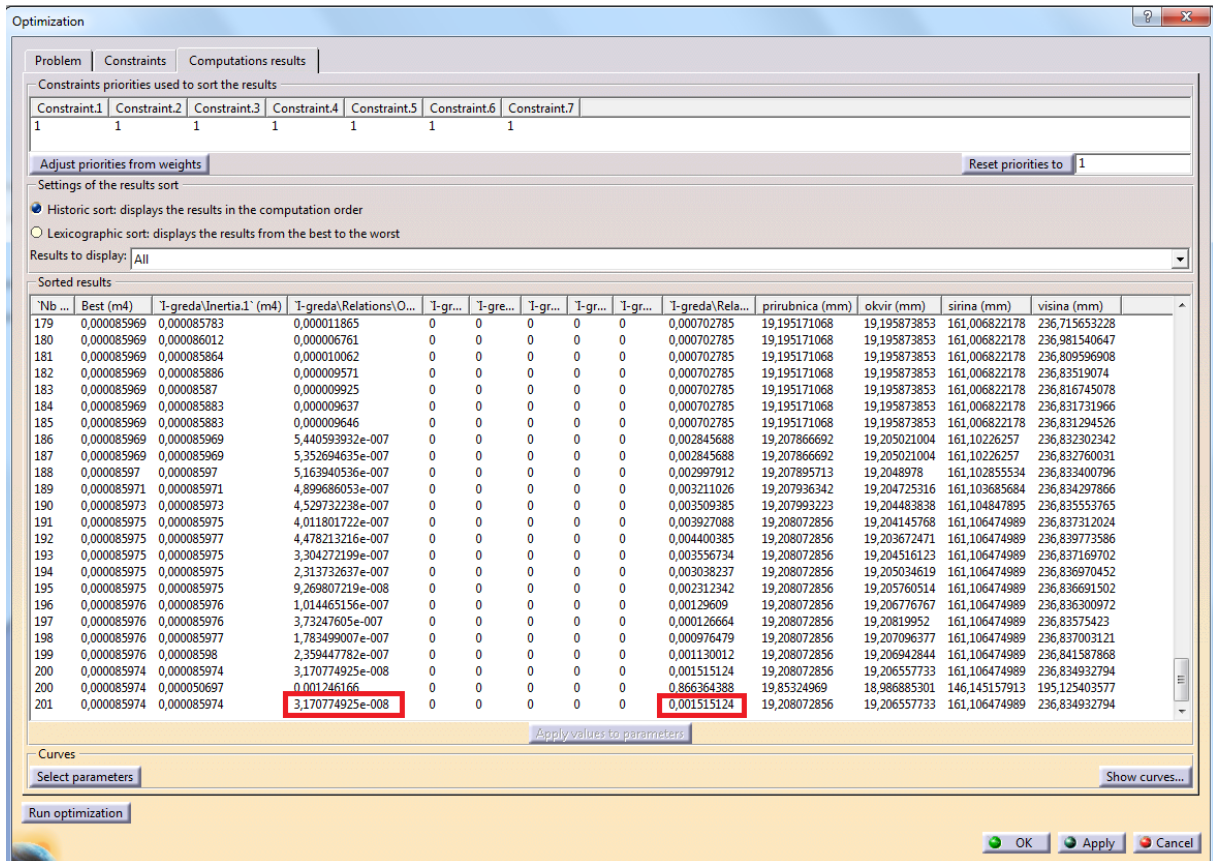 Optimization
Problem Constraints Computations results
Constraints priorities used to sort the results
Constraint.1 Constraint.2 Constraint.3 Constraint.4 Constraint.5 Constraint.6 Constraint.7
1 1 1 1 1 1 1
Adjust priorities from weights Reset priorities to 1
Settings of the results sort
Historic sort: displays the results in the computation order
Lexicographic sort: displays the results from the best to the worst
Results to display: All
Sorted results
`Nb ... Best (m4) `I-greda\Inertia.1` (m4) `I-greda\Relations\O... `I-gr... `I-gre... `I-gr... `I-gr... `I-gr... `I-greda\Rela... prirubnica (mm) okvir (mm) sirina (mm) visina (mm)
179 0,000085969 0,000085783 0,000011865 0 0 0 0 0 0,000702785 19,195171068 19,195873853 161,006822178 236,715653228
180 0,000085969 0,000086012 0,000006761 0 0 0 0 0 0,000702785 19,195171068 19,195873853 161,006822178 236,981540647
181 0,000085969 0,000085864 0,000010062 0 0 0 0 0 0,000702785 19,195171068 19,195873853 161,006822178 236,809596908
182 0,000085969 0,000085886 0,000009571 0 0 0 0 0 0,000702785 19,195171068 19,195873853 161,006822178 236,83519074
183 0,000085969 0,00008587 0,000009925 0 0 0 0 0 0,000702785 19,195171068 19,195873853 161,006822178 236,816745078
184 0,000085969 0,000085883 0,000009637 0 0 0 0 0 0,000702785 19,195171068 19,195873853 161,006822178 236,831731966
185 0,000085969 0,000085883 0,000009646 0 0 0 0 0 0,000702785 19,195171068 19,195873853 161,006822178 236,831294526
186 0,000085969 0,000085969 5,440593932e-007 0 0 0 0 0 0,002845688 19,207866692 19,205021004 161,10226257 236,832302342
187 0,000085969 0,000085969 5,352694635e-007 0 0 0 0 0 0,002845688 19,207866692 19,205021004 161,10226257 236,832760031
188 0,00008597 0,00008597 5,163940536e-007 0 0 0 0 0 0,002997912 19,207895713 19,2048978 161,102855534 236,833400796
189 0,000085971 0,000085971 4,899686053e-007 0 0 0 0 0 0,003211026 19,207936342 19,204725316 161,103685684 236,834297866
190 0,000085973 0,000085973 4,529732238e-007 0 0 0 0 0 0,003509385 19,207993223 19,204483838 161,104847895 236,835553765
191 0,000085975 0,000085977 4,011801722e-007 0 0 0 0 0 0,003927088 19,208072856 19,204145768 161,106474989 236,837312024
192 0,000085975 0,000085977 4,478213216e-007 0 0 0 0 0 0,004400385 19,208072856 19,203672471 161,106474989 236,839773586
193 0,000085975 0,000085975 3,304272199e-007 0 0 0 0 0 0,003556734 19,208072856 19,204516123 161,106474989 236,837169702
194 0,000085975 0,000085975 2,313732637e-007 0 0 0 0 0 0,003038237 19,208072856 19,205034619 161,106474989 236,836970452
195 0,000085975 0,000085975 9,269807219e-008 0 0 0 0 0 0,002312342 19,208072856 19,205760514 161,106474989 236,836691502
196 0,000085976 0,000085976 1,014465156e-007 0 0 0 0 0 0,00129609 19,208072856 19,206776767 161,106474989 236,836300972
197 0,000085976 0,000085976 3,73247605e-007 0 0 0 0 0 0,000126664 19,208072856 19,20819952 161,106474989 236,83575423
198 0,000085976 0,000085977 1,783499007e-007 0 0 0 0 0 0,000976479 19,208072856 19,207096377 161,106474989 236,837003121
199 0,000085976 0,00008598 2,359447782e-007 0 0 0 0 0 0,001130012 19,208072856 19,206942844 161,106474989 236,841587868
200 0,000085974 0,000085974 3,170774925e-008 0 0 0 0 0 0,001515124 19,208072856 19,206557733 161,106474989 236,834932794
200 0,000085974 0,000050697 0,001246166 0 0 0 0 0 0,866364388 19,85324969 18,986885301 146,145157913 195,125403577
201 0,000085974 0,000085974 3,170774925e-008 0 0 0 0 0 0,001515124 19,208072856 19,206557733 161,106474989 236,834932794
Apply values to parameters
Curves
Select parameters Show curves...
Run optimization
OK Apply Cancel